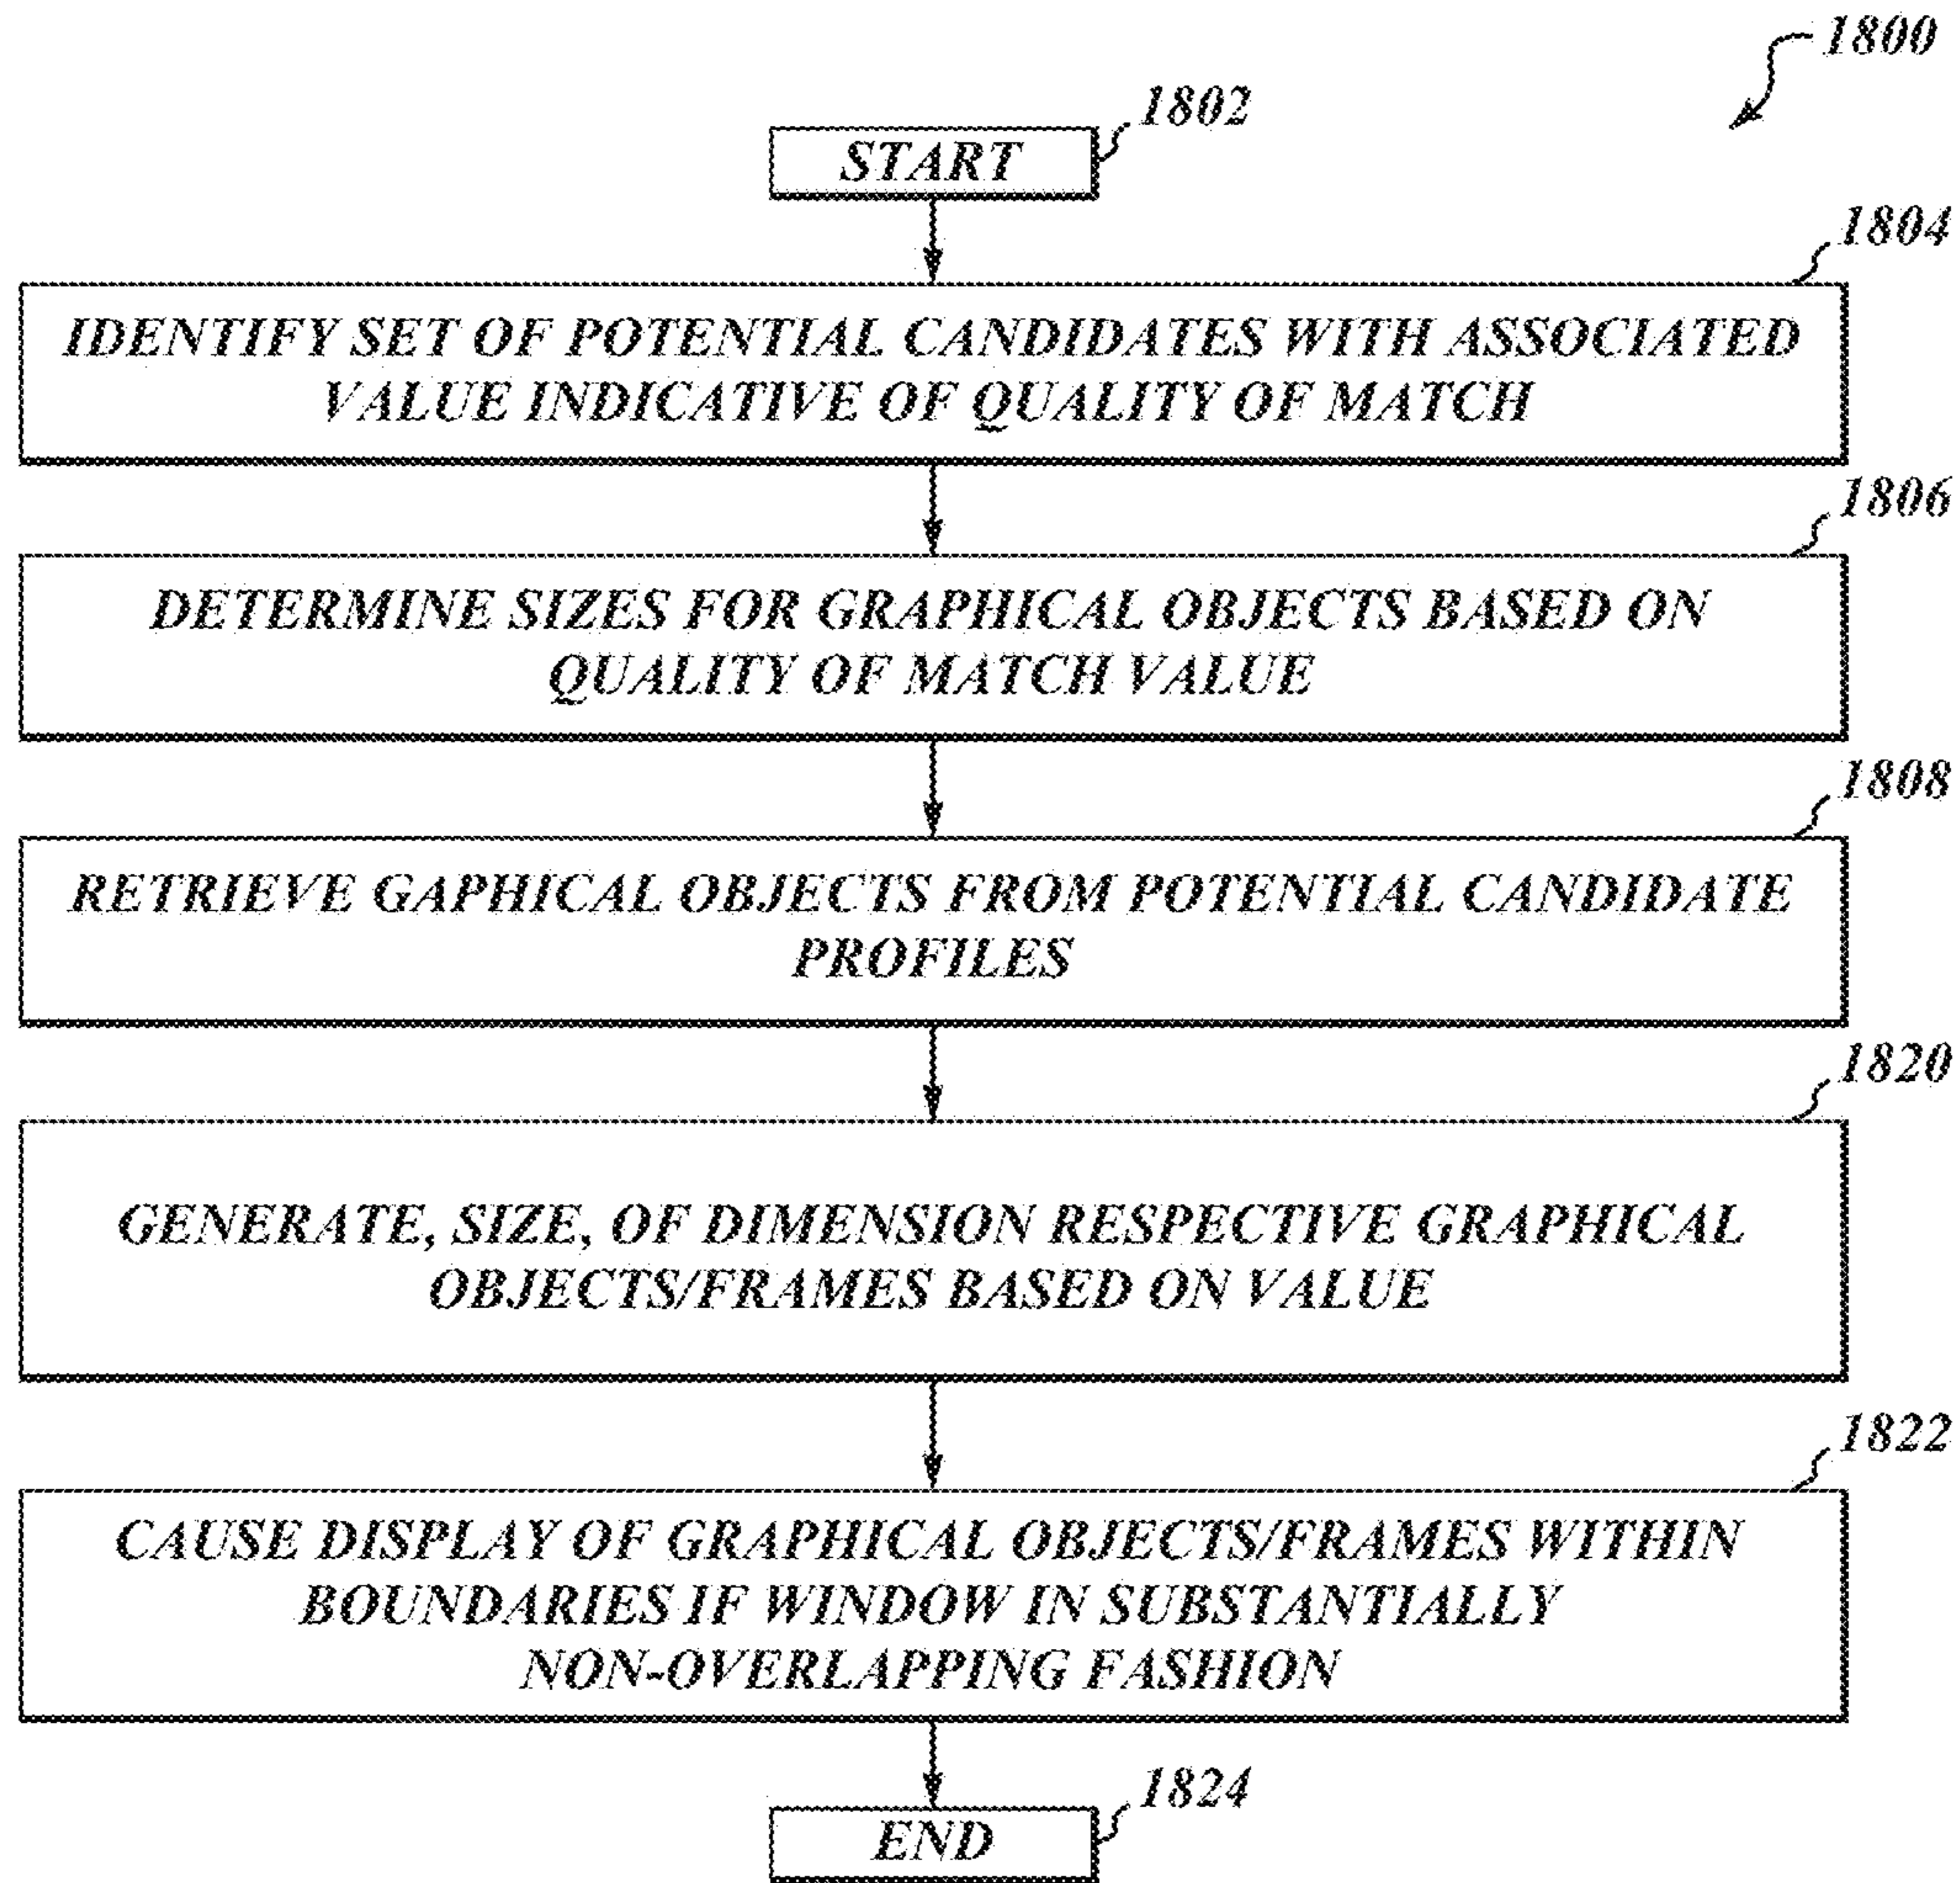 1800
1802
START
1804
IDENTIFY SET OF POTENTIAL CANDIDATES WITH ASSOCIATED
VALUE INDICATIVE OF QUALITY OF MATCH
1806
DETERMINE SIZES FOR GRAPHICAL OBJECTS BASED ON
QUALITY OF MATCH VALUE
1808
RETRIEVE GAPHICAL OBJECTS FROM POTENTIAL CANDIDATE
PROFILES
1820
GENERATE, SIZE, OF DIMENSION RESPECTIVE GRAPHICAL
OBJECTS/FRAMES BASED ON VALUE
1822
CAUSE DISPLAY OF GRAPHICAL OBJECTS/FRAMES WITHIN
BOUNDARIES IF WINDOW IN SUBSTANTIALLY
NON-OVERLAPPING FASHION
1824
END